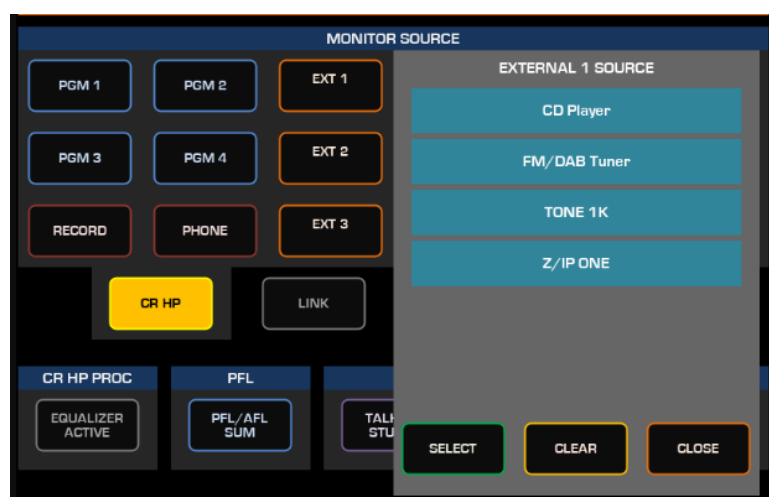 MONITOR SOURCE
PGM 1
PGM 2
EXT 1
PGM 3
PGM 4
EXT 2
RECORD
PHONE
EXT 3
CR HP
LINK
EXTERNAL 1 SOURCE
CD Player
FM/DAB Tuner
TONE 1K
Z/IP ONE
SELECT
CLEAR
CLOSE
CR HP PROC
PFL
EQUALIZER
ACTIVE
PFL/AFL
SUM